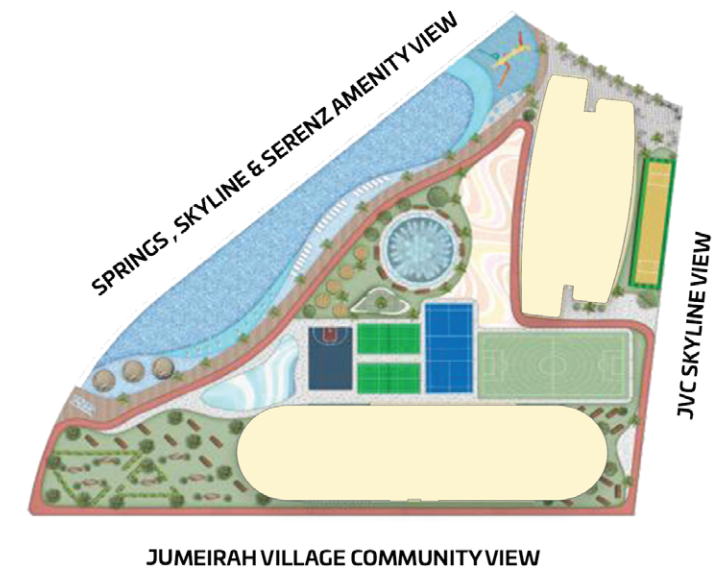 SPRINGS , SKYLINE & SERENZ AMENITY VIEW
JVC SKYLINE VIEW
JUMEIRAH VILLAGE COMMUNITY VIEW